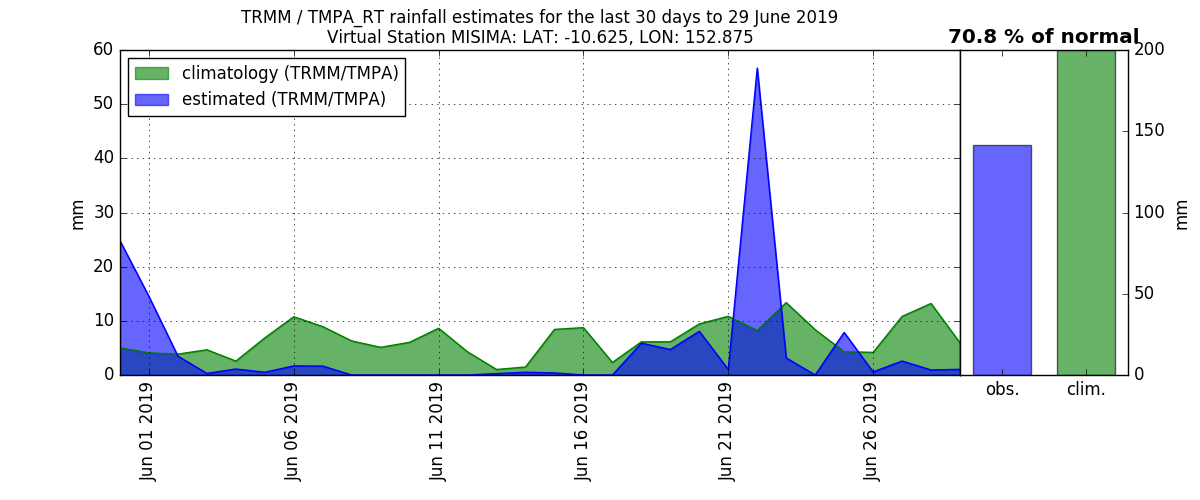 TRMM / TMPA_RT rainfall estimates for the last 30 days to 29 June 2019
Virtual Station MISIMA: LAT: -10.625, LON: 152.875
70.8 % of normal
climatology (TRMM/TMPA)
estimated (TRMM/TMPA)
60
50
40
30
20
10
0
mm
Jun 01 2019
Jun 06 2019
Jun 11 2019
Jun 16 2019
Jun 21 2019
Jun 26 2019
obs.
clim.
200
150
100
50
0
mm